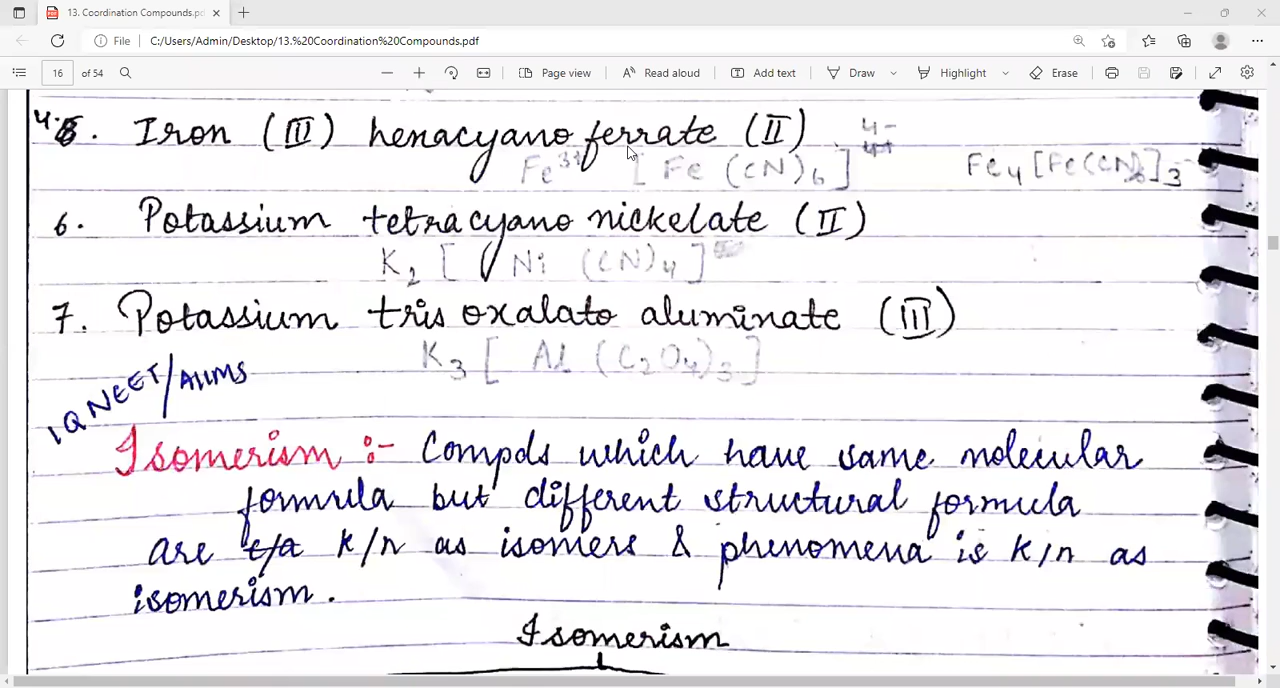 13. Coordination Compounds.pd
File C:/Users/Admin/Desktop/13.%20Coordination%20Compounds.pdf
16 of 54 Page view Read aloud Add text Draw Highlight Erase
Iron (III) henacyano ferrate (II) 4-
Fe3+ [Fe (CN)6] Fe4[Fe(CN)6]3
6. Potassium tetracyano nickelate (II)
K2 [Ni (CN)4]
7. Potassium tris oxalato aluminate (III)
K3 [Al (C2O4)3]
1Q NEET/AIIMS
Isomerism :- Compds which have same molecular
formula but different structural formula
are k/n as isomers & phenomena is k/n as
isomerism.
Isomerism